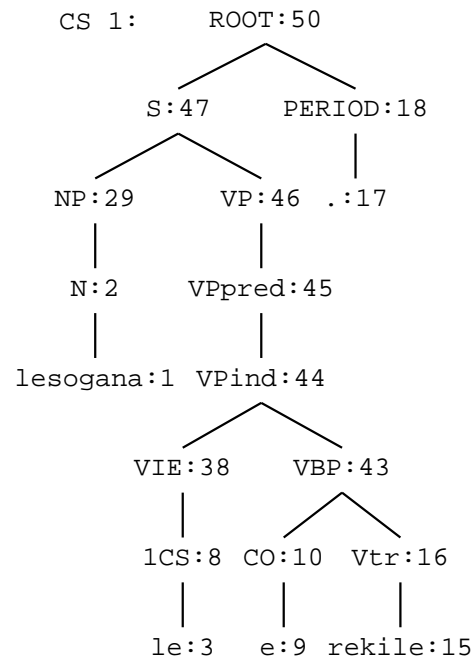 CS 1: ROOT:50
S:47 PERIOD:18
NP:29 VP:46 .:17
N:2 VPpred:45
lesogana:1 VPind:44
VIE:38 VBP:43
1CS:8 CO:10 Vtr:16
le:3 e:9 rekile:15